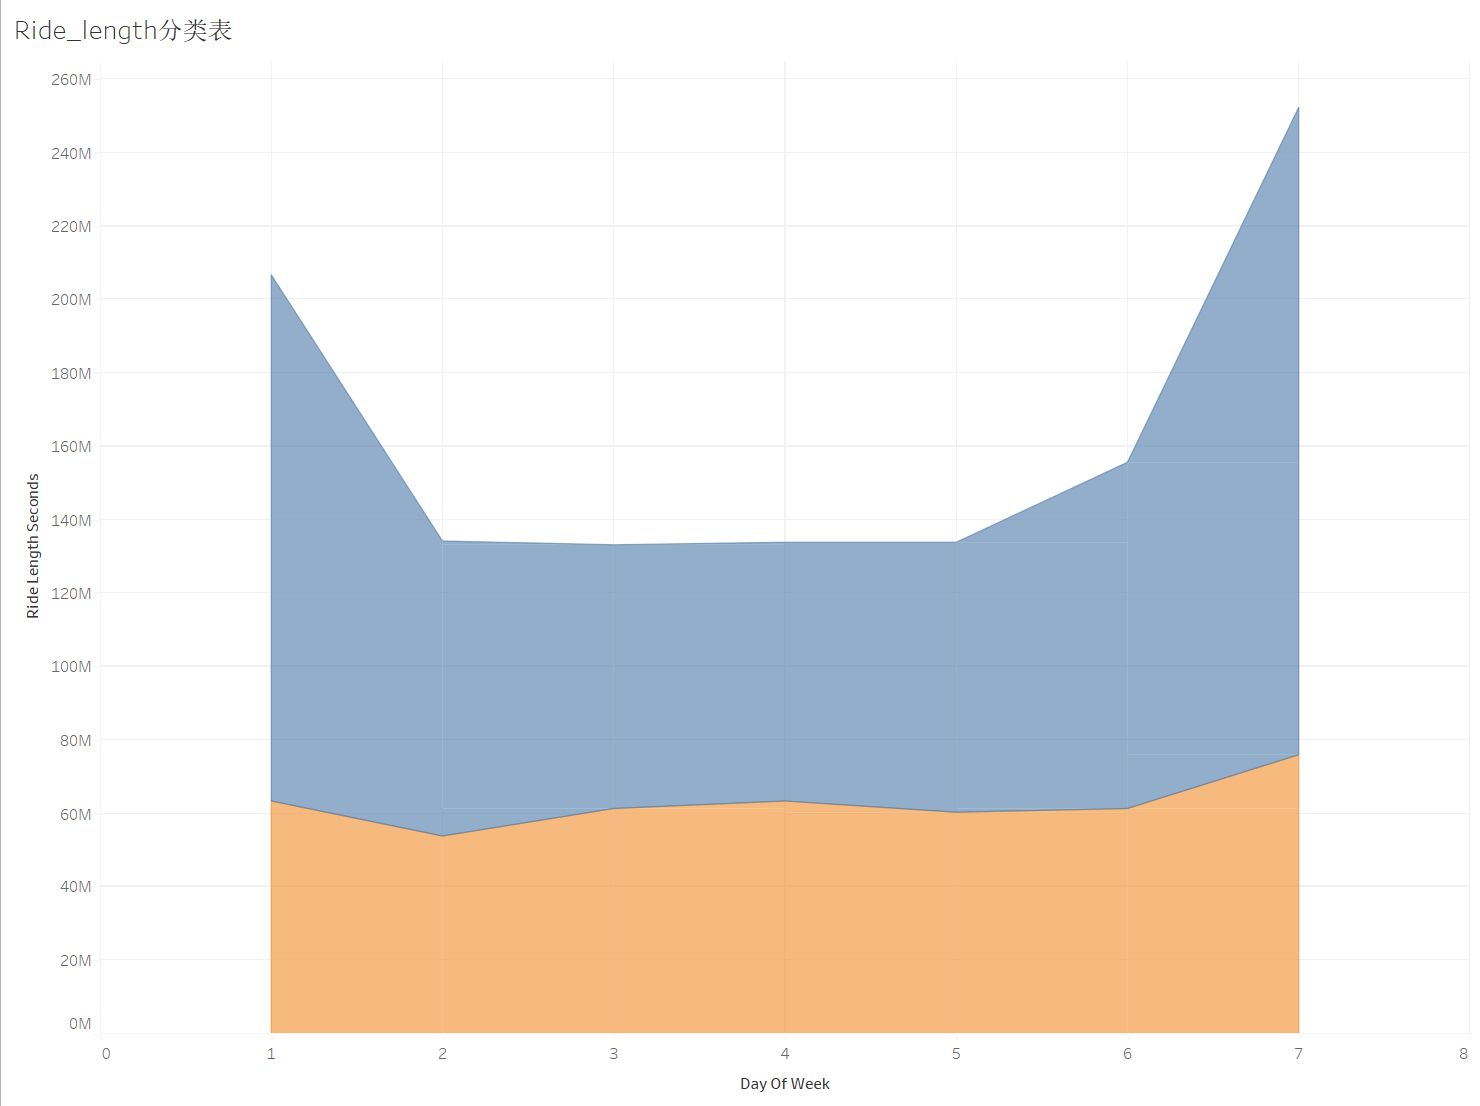 Ride_length分类表
260M
240M
220M
200M
180M
160M
140M
120M
100M
80M
60M
40M
20M
0M
Ride Length Seconds
0 1 2 3 4 5 6 7 8
Day Of Week